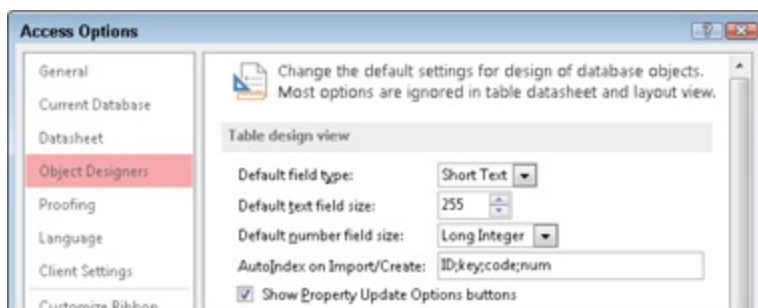 Access Options
General
Current Database
Datasheet
Object Designers
Proofing
Language
Client Settings
Customize Ribbon
Change the default settings for design of database objects.
Most options are ignored in table datasheet and layout view.
Table design view
Default field type: Short Text
Default text field size: 255
Default number field size: Long Integer
AutoIndex on Import/Create: ID;key;code;num
Show Property Update Options buttons